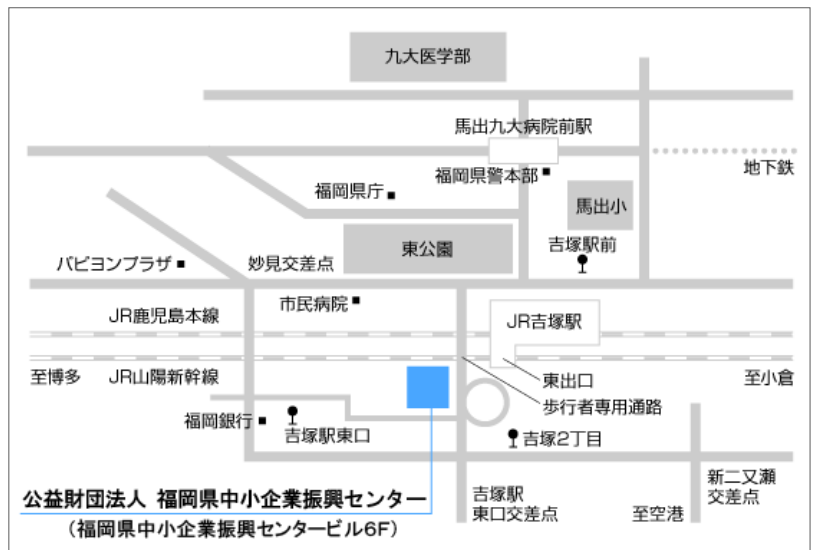 九大医学部
馬出九大病院前駅
地下鉄
福岡県警本部
福岡県庁
馬出小
東公園
吉塚駅前
パピヨンプラザ
妙見交差点
市民病院
JR鹿児島本線
JR吉塚駅
至博多
JR山陽新幹線
東出口
至小倉
歩行者専用通路
福岡銀行
吉塚駅東口
吉塚2丁目
公益財団法人 福岡県中小企業振興センター
(福岡県中小企業振興センタービル6F)
吉塚駅
東口交差点
至空港
新二又瀬
交差点